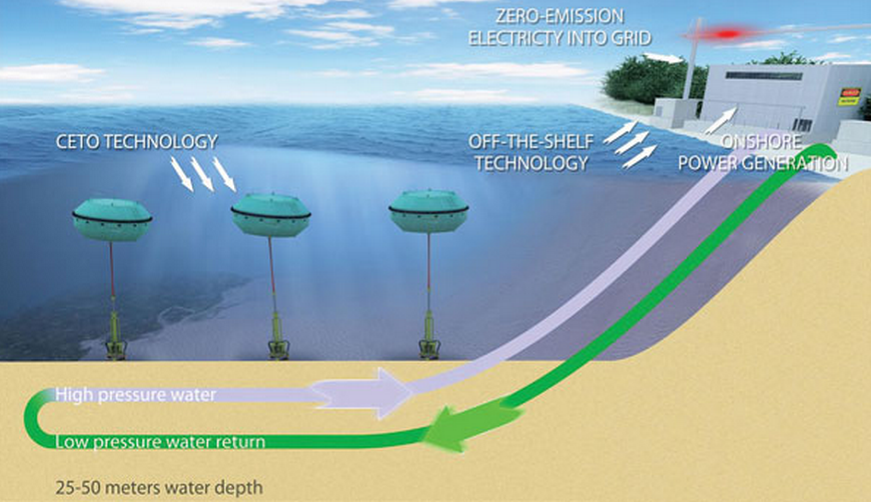 ZERO-EMISSION
ELECTRICTY INTO GRID
CETO TECHNOLOGY
OFF-THE-SHELF
TECHNOLOGY
ONSHORE
POWER GENERATION
High pressure water
Low pressure water return
25-50 meters water depth